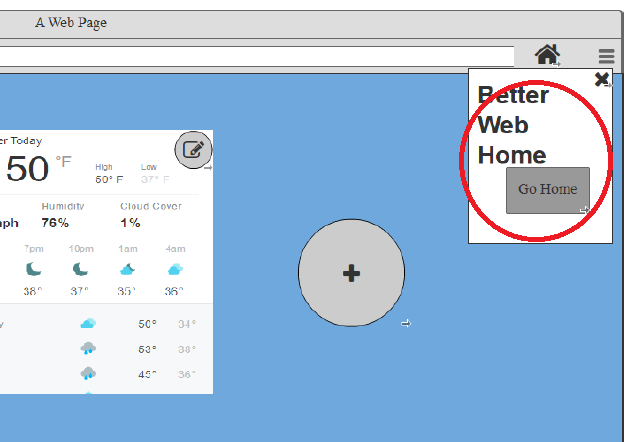 A Web Page
Better
Web
Home
Go Home
er Today
50 °F
High Low
50° F 37° F
Humidity Cloud Cover
mph 76% 1%
7pm 10pm 1am 4am
38° 37° 35° 36°
y 50° 34°
53° 38°
45° 36°